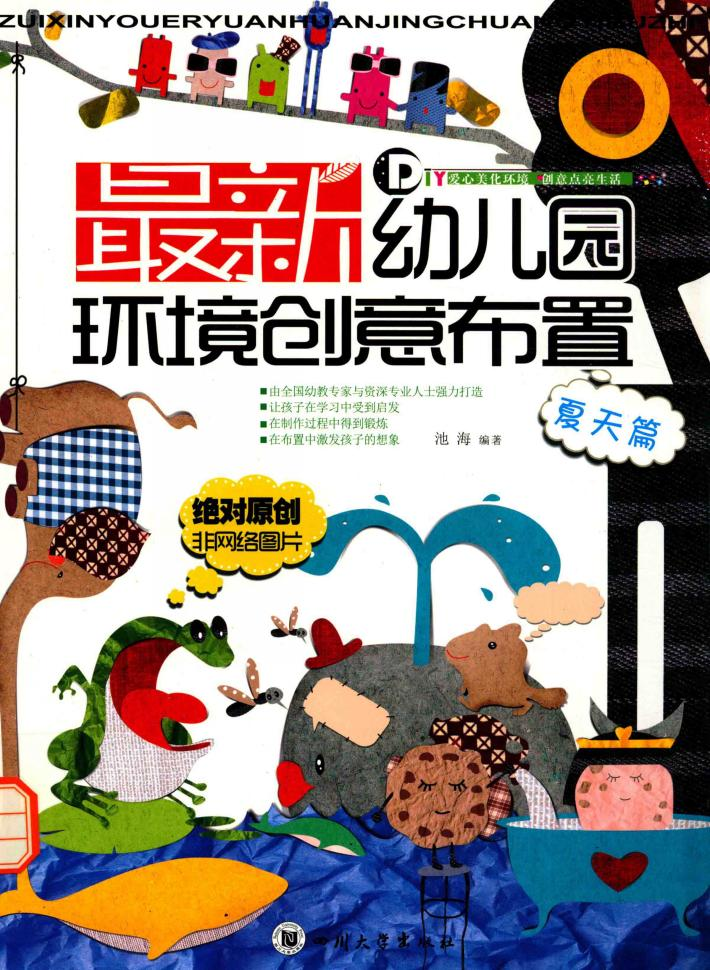 ZUIXINYOUERYUANHUANJINGCHUAN
DIY爱心美化环境 创意点亮生活
最新幼儿园
环境创意布置
■由全国幼教专家与资深专业人士强力打造
■让孩子在学习中受到启发
■在制作过程中得到锻炼
■在布置中激发孩子的想象 池海 编著
夏天篇
绝对原创
非网络图片
四川大学出版社